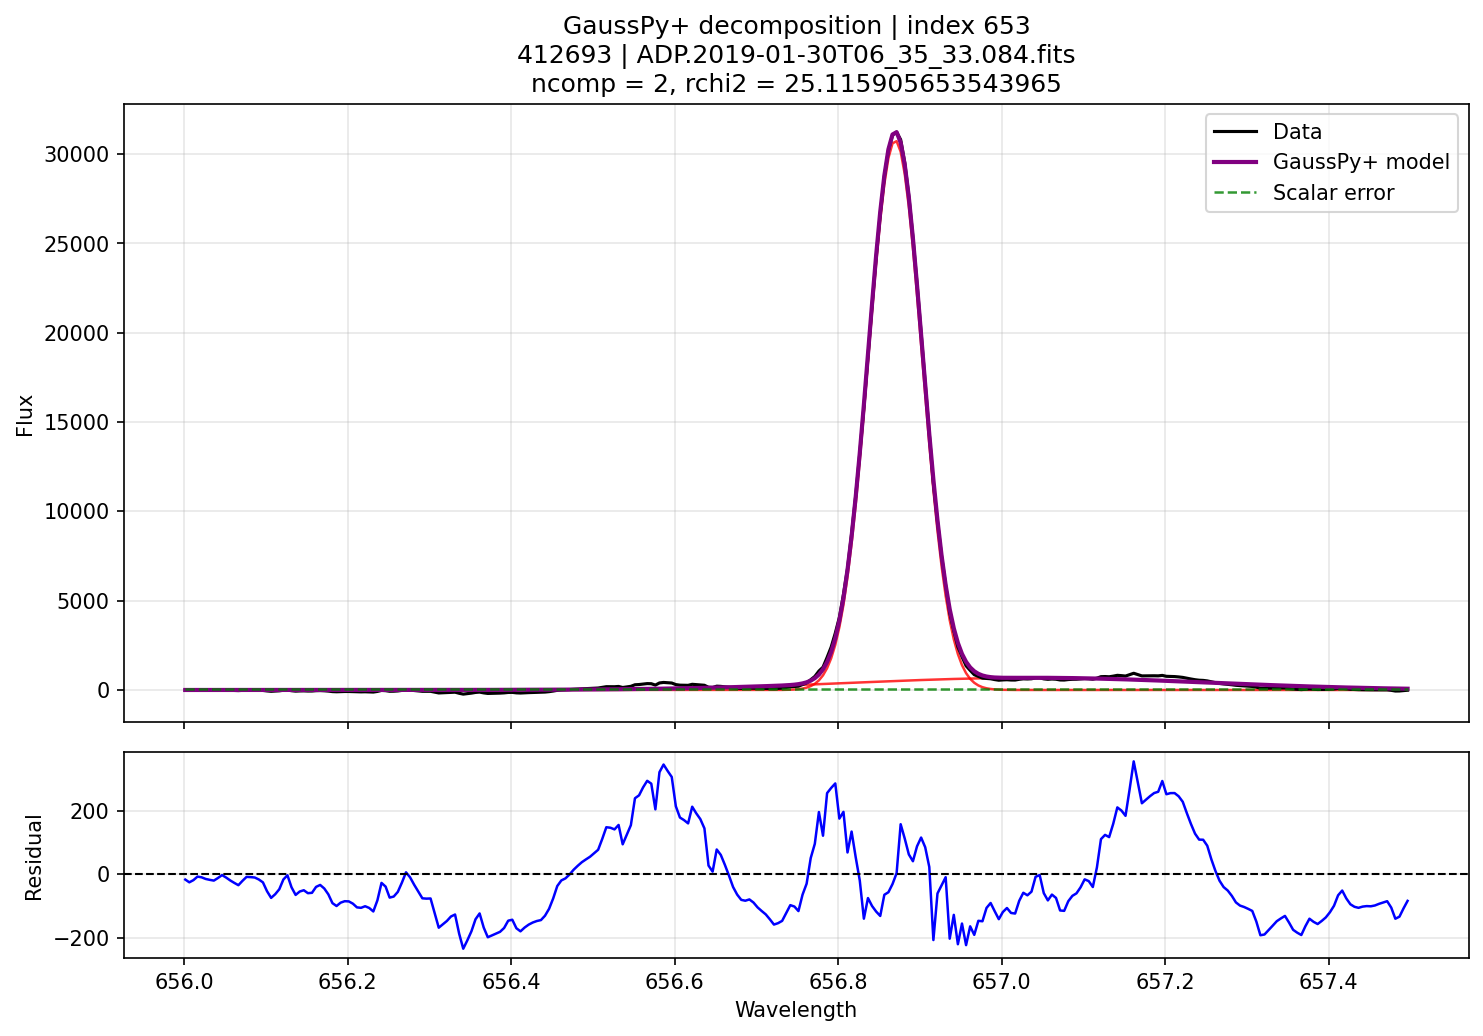 GaussPy+ decomposition | index 653
412693 | ADP.2019-01-30T06_35_33.084.fits
ncomp = 2, rchi2 = 25.115905653543965
Data
GaussPy+ model
Scalar error
Flux
30000
25000
20000
15000
10000
5000
0
Residual
200
0
−200
656.0
656.2
656.4
656.6
656.8
657.0
657.2
657.4
Wavelength